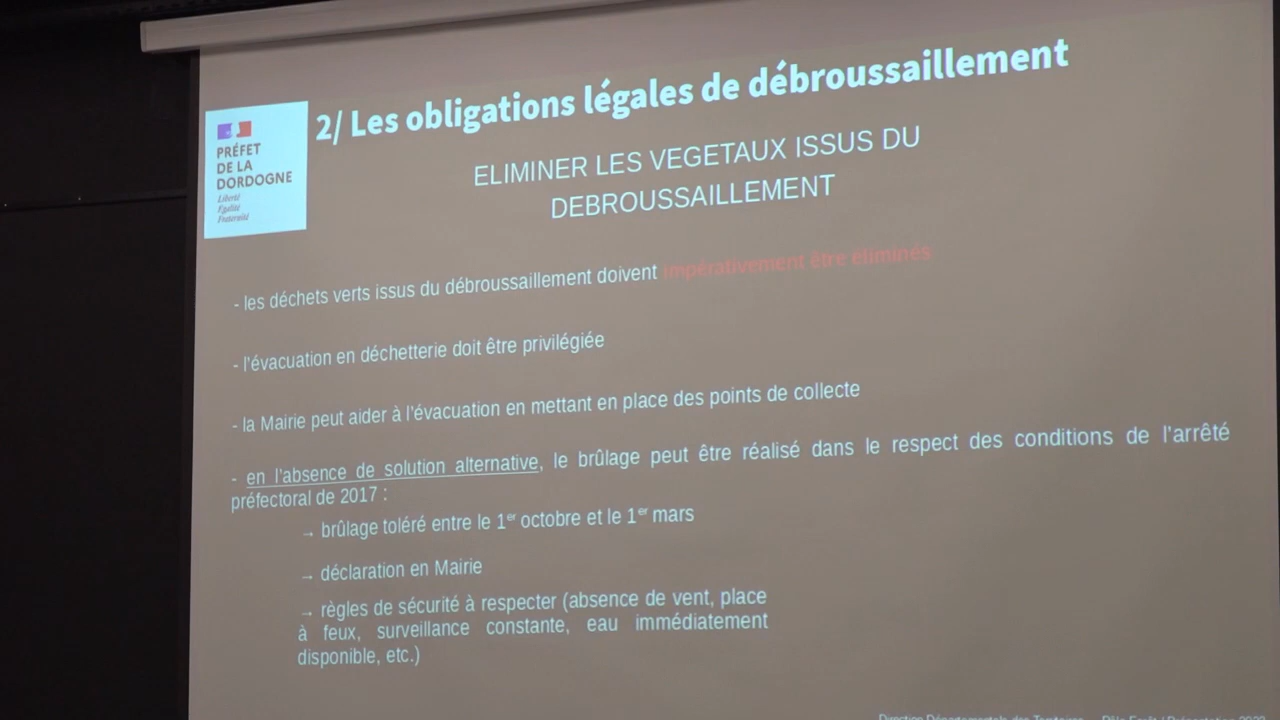 2/ Les obligations légales de débroussaillement
PRÉFET
DE LA
DORDOGNE
Liberté
Égalité
Fraternité
ELIMINER LES VEGETAUX ISSUS DU
DEBROUSSAILLEMENT
- les déchets verts issus du débroussaillement doivent impérativement être éliminés
- l'évacuation en déchetterie doit être privilégiée
- la Mairie peut aider à l'évacuation en mettant en place des points de collecte
- en l'absence de solution alternative, le brûlage peut être réalisé dans le respect des conditions de l'arrêté
préfectoral de 2017 :
→ brûlage toléré entre le 1er octobre et le 1er mars
→ déclaration en Mairie
→ règles de sécurité à respecter (absence de vent, place
à feux, surveillance constante, eau immédiatement
disponible, etc.)